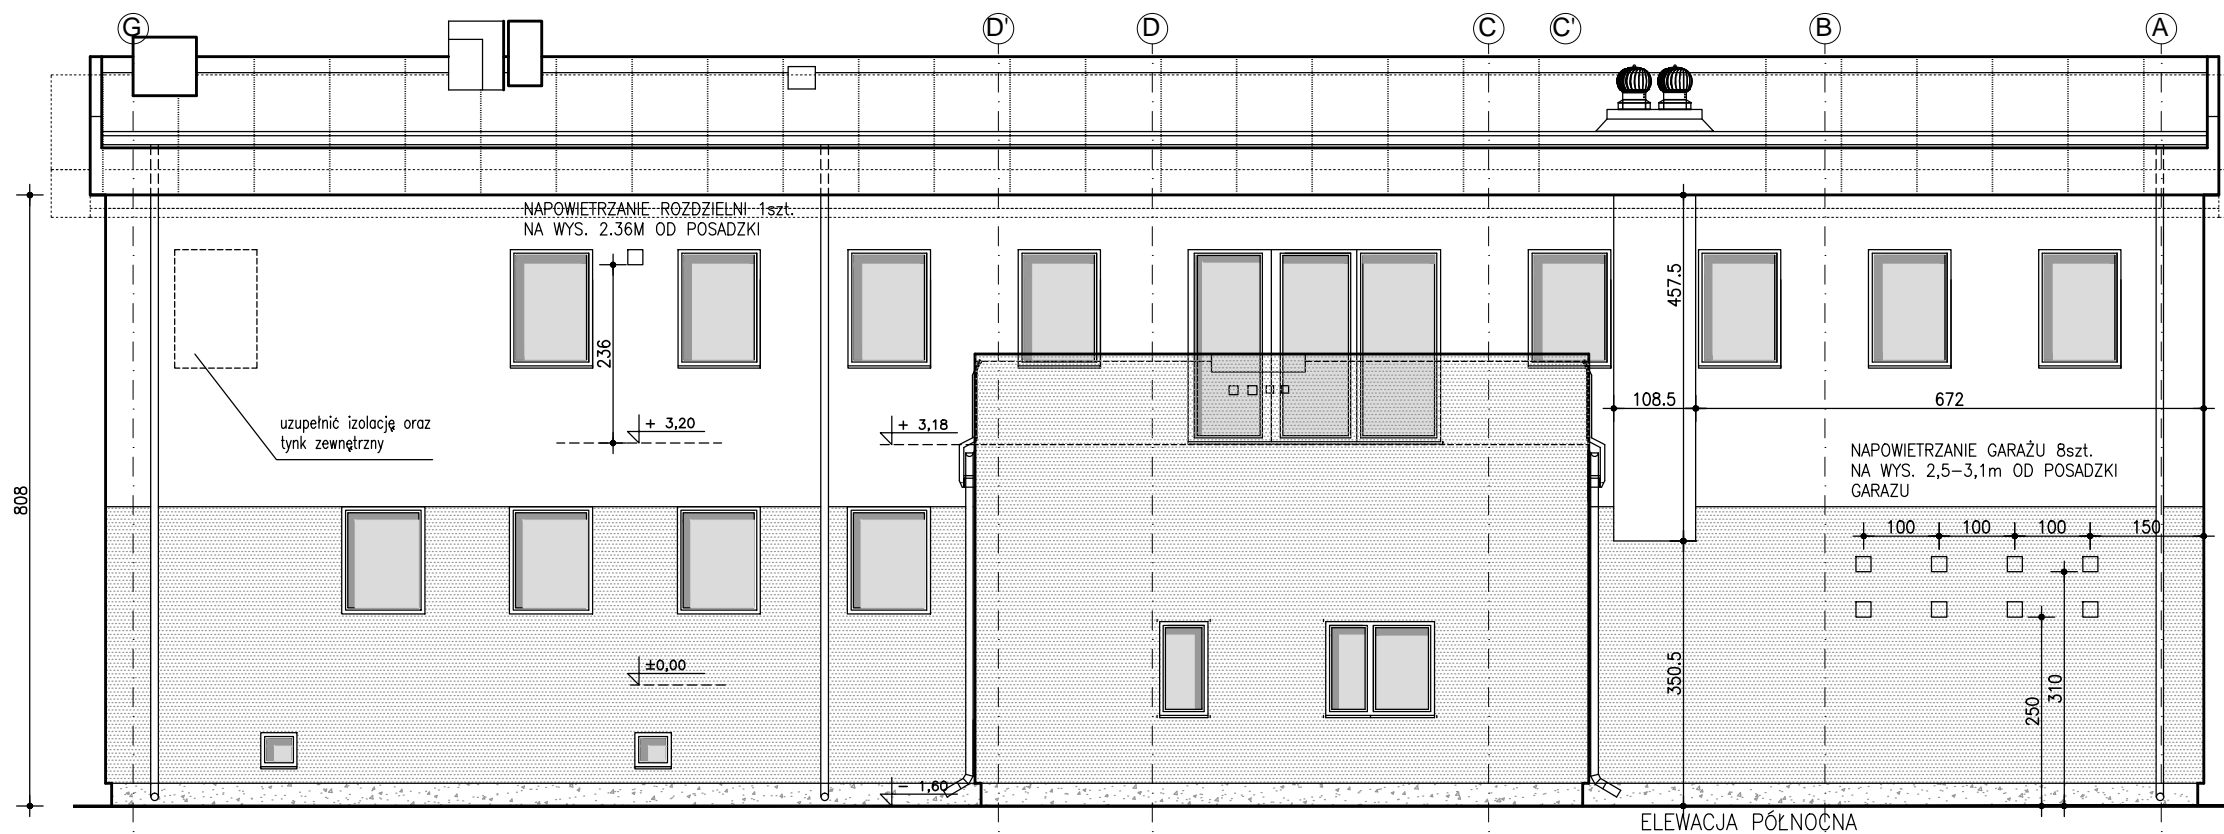 G
D'
D
C
C'
B
A
NAPOWIETRZANIE ROZDZIELNI 1szt.
NA WYS. 2.36M OD POSADZKI
457.5
236
108.5
672
uzupełnić izolację oraz
tynk zewnętrzny
+ 3,20
+ 3,18
NAPOWIETRZANIE GARAŻU 8szt.
NA WYS. 2,5-3,1m OD POSADZKI
GARAZU
808
100
100
100
150
±0,00
350.5
310
250
- 1,60
ELEWACJA PÓŁNOCNA